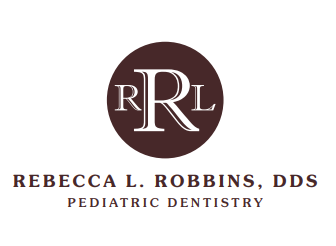 RRL
REBECCA L. ROBBINS, DDS
PEDIATRIC DENTISTRY